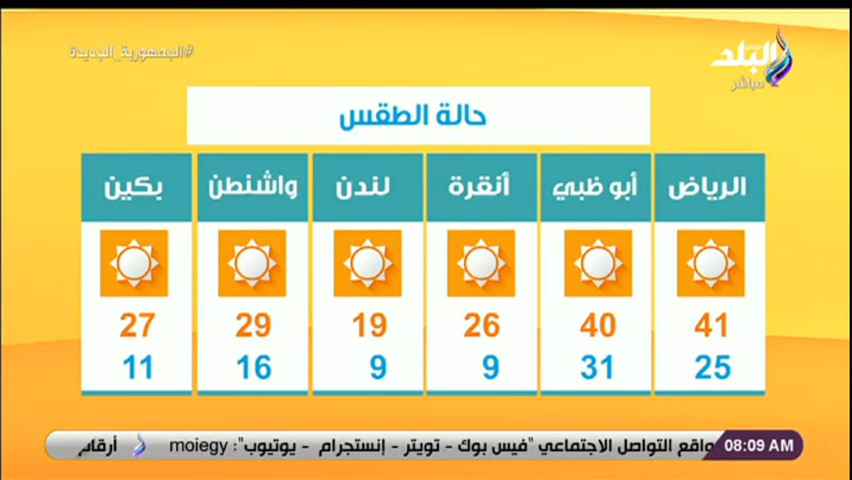 #الجمهورية_الجديدة
البلد
مباشر
حالة الطقس
الرياض
أبو ظبي
أنقرة
لندن
واشنطن
بكين
41
40
26
19
29
27
25
31
9
9
16
11
08:09 AM
واقع التواصل الاجتماعي "فيس بوك - تويتر - إنستجرام - يوتيوب": moiegy
أرقام